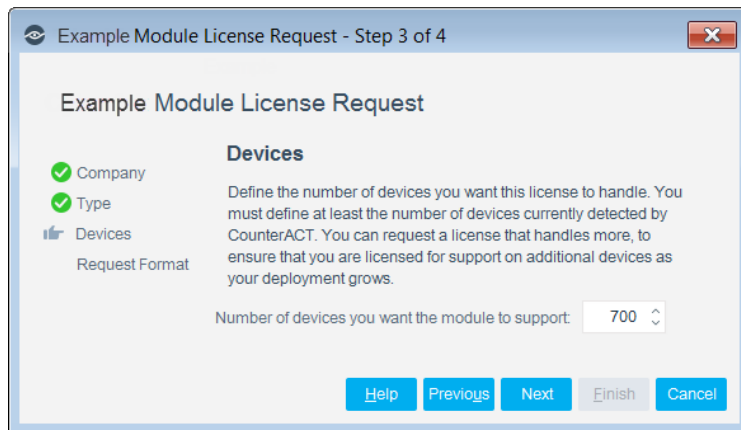 Example Module License Request - Step 3 of 4
Example Module License Request
Company
Type
Devices
Request Format
Devices
Define the number of devices you want this license to handle. You
must define at least the number of devices currently detected by
CounterACT. You can request a license that handles more, to
ensure that you are licensed for support on additional devices as
your deployment grows.
Number of devices you want the module to support: 700
Help Previous Next Finish Cancel